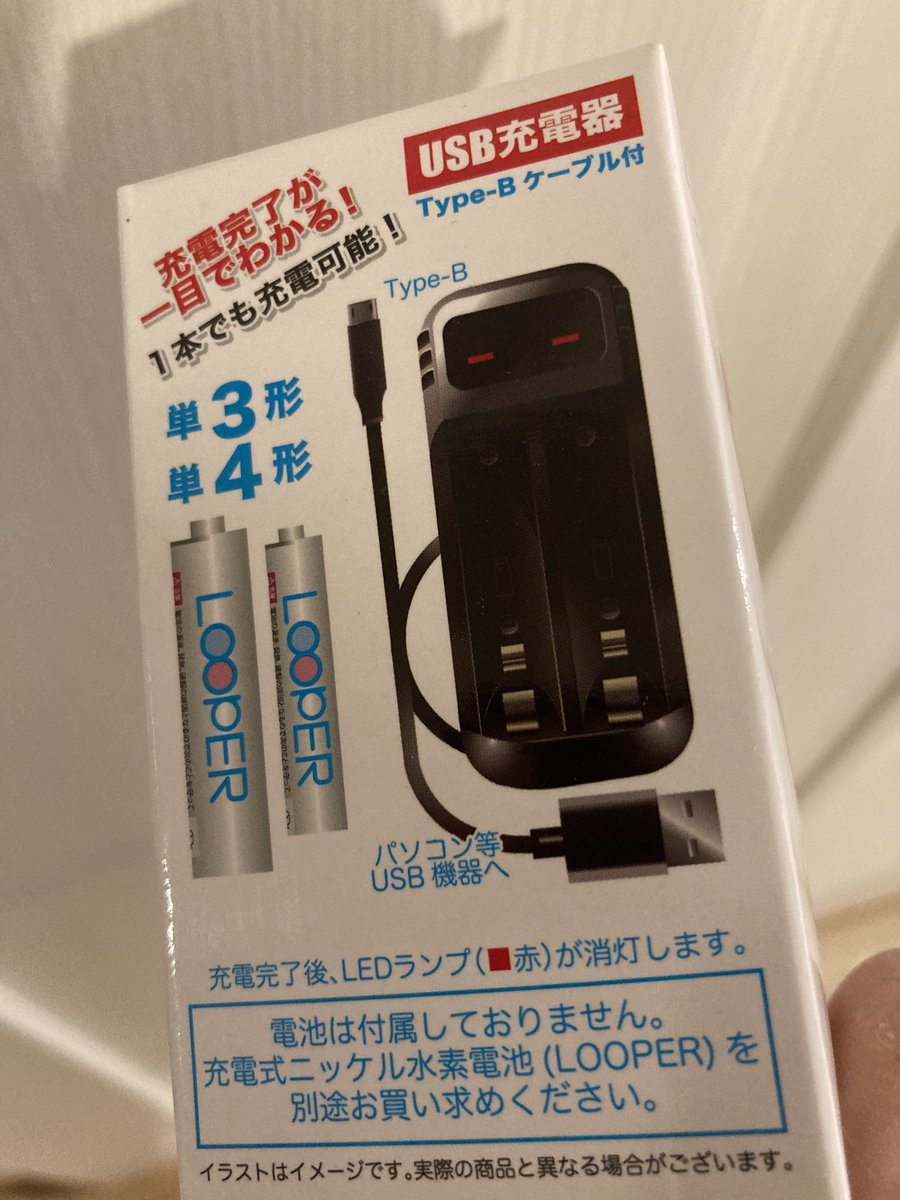 USB充電器
Type-B ケーブル付
充電完了が
一目でわかる!
1本でも充電可能!
Type-B
単3形
単4形
LOOPER
LOOPER
パソコン等
USB 機器へ
充電完了後、LEDランプ(■赤)が消灯します。
電池は付属しておりません。
充電式ニッケル水素電池 (LOOPER) を
別途お買い求めください。
イラストはイメージです。実際の商品と異なる場合がございます。